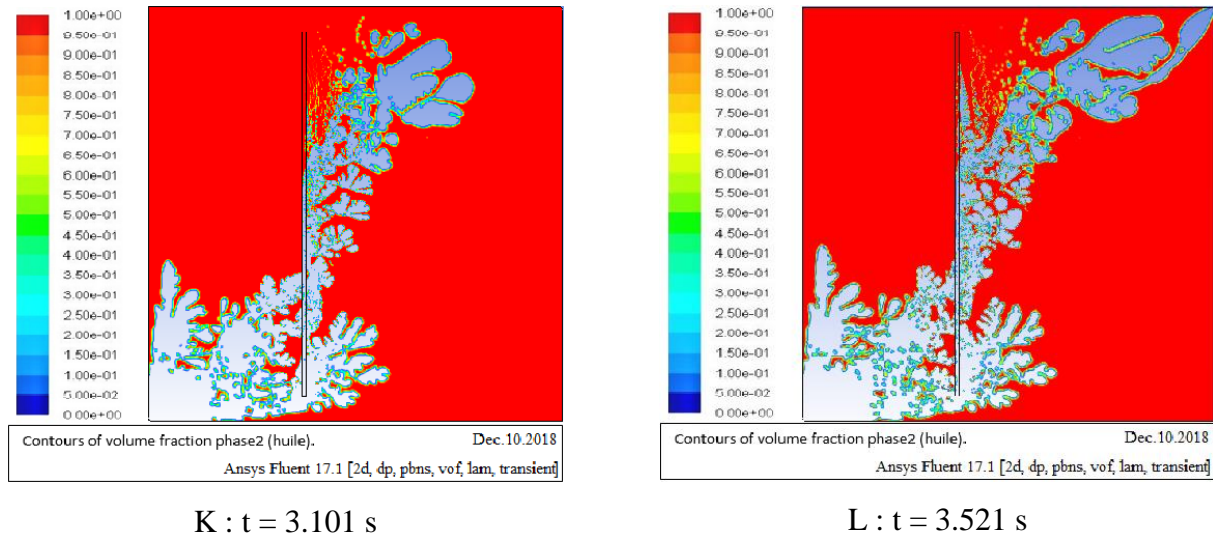 1.00e+00
9.50e-01
9.00e-01
8.50e-01
8.00e-01
7.50e-01
7.00e-01
6.50e-01
6.00e-01
5.50e-01
5.00e-01
4.50e-01
4.00e-01
3.50e-01
3.00e-01
2.50e-01
2.00e-01
1.50e-01
1.00e-01
5.00e-02
0.00e+00
Contours of volume fraction phase2 (huile). Dec.10.2018
Ansys Fluent 17.1 [2d, dp, pbns, vof, lam, transient]
K : t = 3.101 s
1.00e+00
9.50e-01
9.00e-01
8.50e-01
8.00e-01
7.50e-01
7.00e-01
6.50e-01
6.00e-01
5.50e-01
5.00e-01
4.50e-01
4.00e-01
3.50e-01
3.00e-01
2.50e-01
2.00e-01
1.50e-01
1.00e-01
5.00e-02
0.00e+00
Contours of volume fraction phase2 (huile). Dec.10.2018
Ansys Fluent 17.1 [2d, dp, pbns, vof, lam, transient]
L : t = 3.521 s